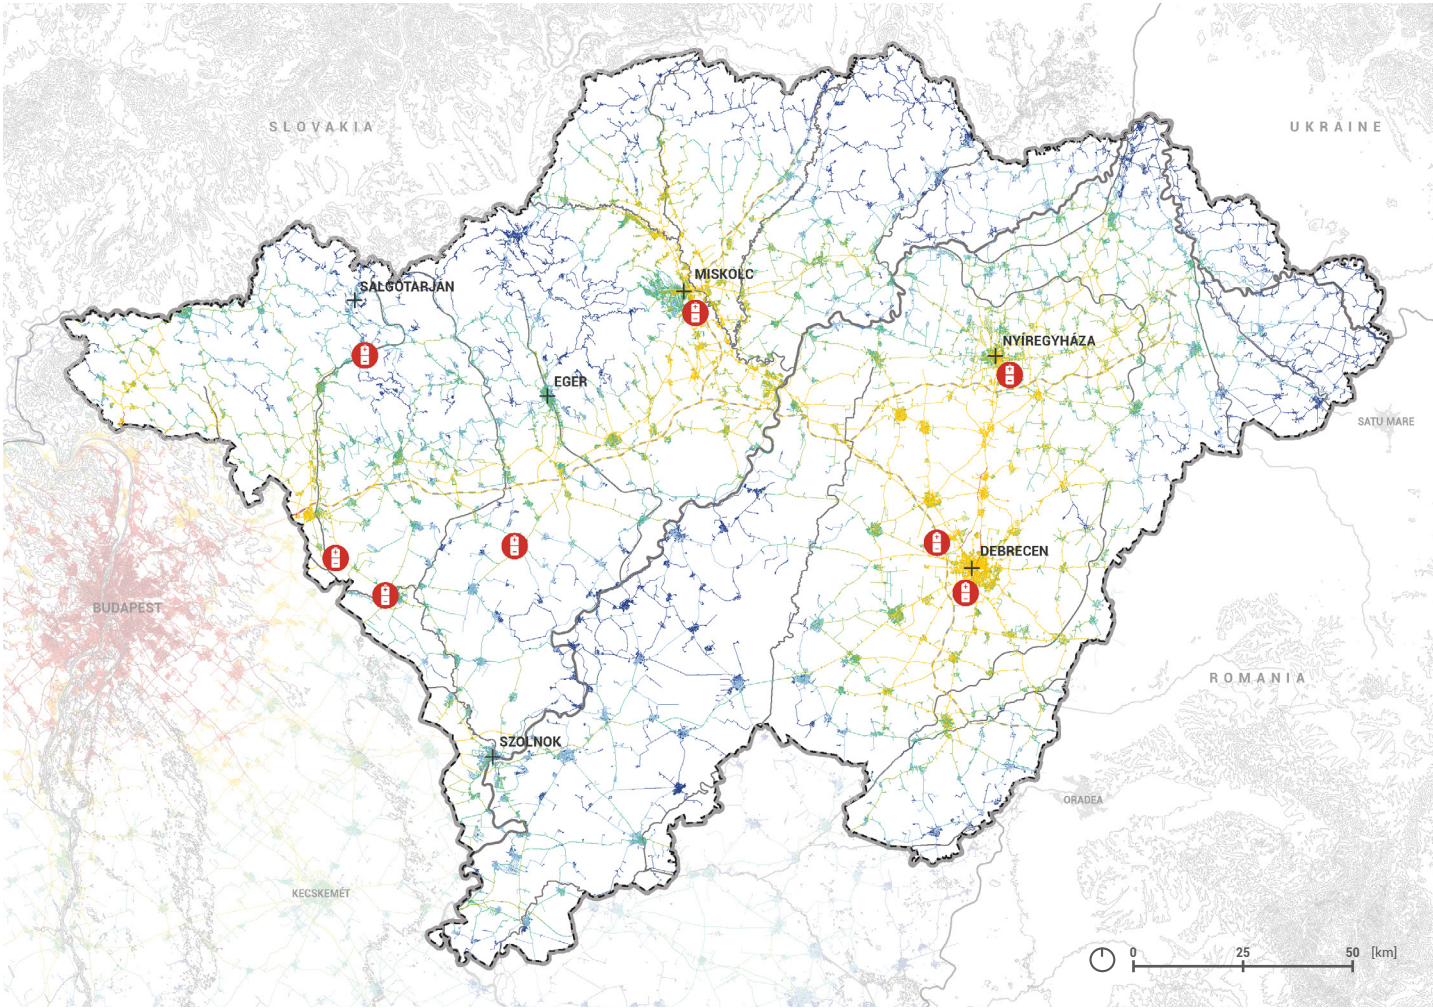 SLOVAKIA
UKRAINE
MISKOLC
SALGÓTARJÁN
NYÍREGYHÁZA
EGER
SATU MARE
DEBRECEN
BUDAPEST
ROMANIA
SZOLNOK
ORADEA
KECSKEMÉT
0 25 50 [km]